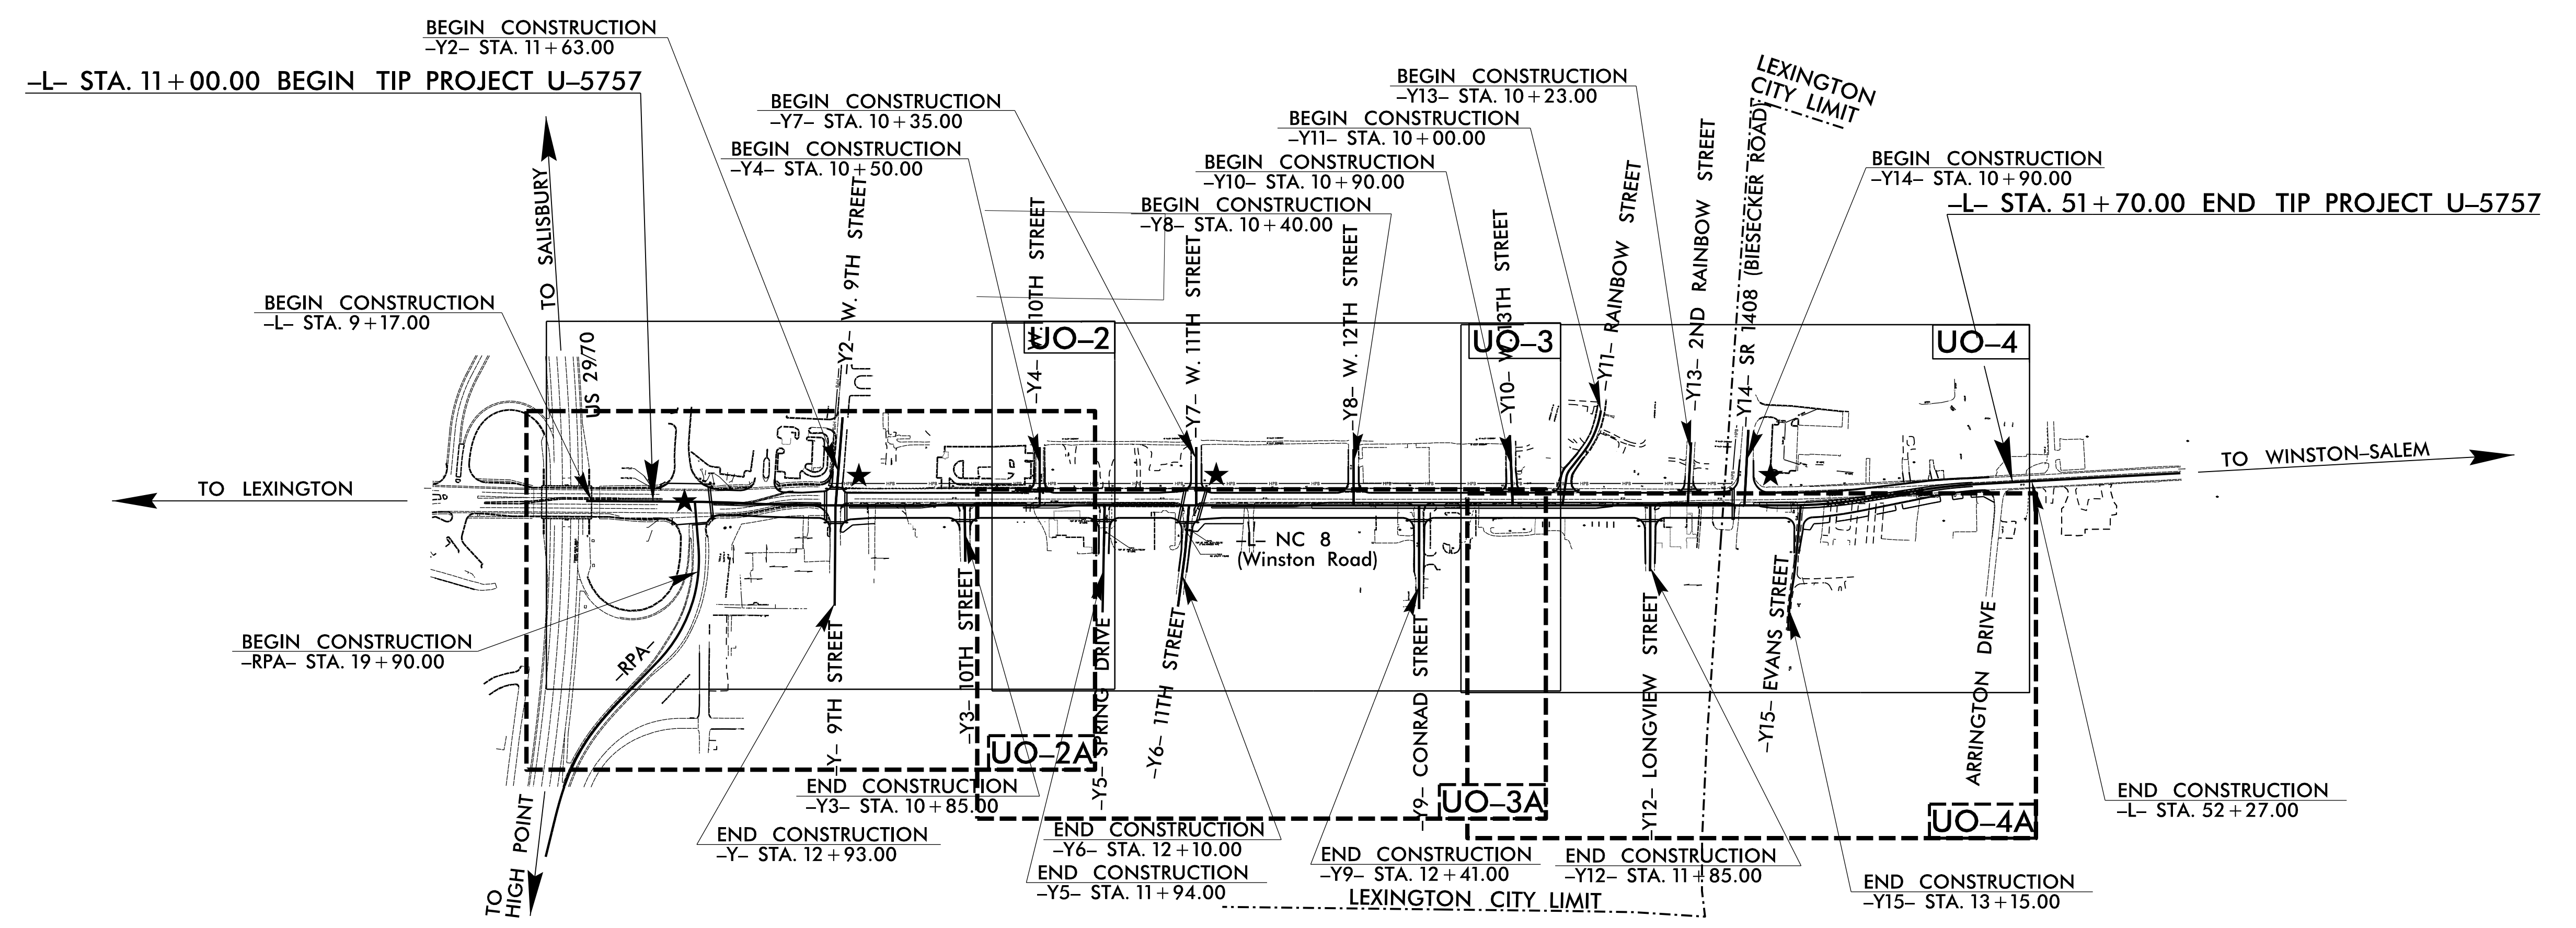 BEGIN CONSTRUCTION
–Y2– STA. 11+63.00
–L– STA. 11+00.00 BEGIN TIP PROJECT U–5757
BEGIN CONSTRUCTION
–Y7– STA. 10+35.00
BEGIN CONSTRUCTION
–Y4– STA. 10+50.00
BEGIN CONSTRUCTION
–Y13– STA. 10+23.00
BEGIN CONSTRUCTION
–Y11– STA. 10+00.00
BEGIN CONSTRUCTION
–Y10– STA. 10+90.00
BEGIN CONSTRUCTION
–Y8– STA. 10+40.00
LEXINGTON
CITY LIMIT
BEGIN CONSTRUCTION
–Y14– STA. 10+90.00
–L– STA. 51+70.00 END TIP PROJECT U–5757
BEGIN CONSTRUCTION
–L– STA. 9+17.00
TO SALISBURY
US 29/70
–Y2– W. 9TH STREET
–Y4– W. 10TH STREET
–Y7– W. 11TH STREET
–Y8– W. 12TH STREET
–Y10– W. 13TH STREET
–Y11– RAINBOW STREET
–Y13– 2ND RAINBOW STREET
–Y14– SR 1408 (BIESECKER ROAD)
UO–2
UO–3
UO–4
TO LEXINGTON
TO WINSTON–SALEM
–L– NC 8
(Winston Road)
BEGIN CONSTRUCTION
–RPA– STA. 19+90.00
–RPA–
–Y– 9TH STREET
–Y3– 10TH STREET
–Y5– SPRING DRIVE
–Y6– 11TH STREET
–Y9– CONRAD STREET
–Y12– LONGVIEW STREET
–Y15– EVANS STREET
ARRINGTON DRIVE
UO–2A
UO–3A
UO–4A
TO
HIGH POINT
END CONSTRUCTION
–Y3– STA. 10+85.00
END CONSTRUCTION
–Y– STA. 12+93.00
END CONSTRUCTION
–Y6– STA. 12+10.00
END CONSTRUCTION
–Y5– STA. 11+94.00
END CONSTRUCTION
–Y9– STA. 12+41.00
END CONSTRUCTION
–Y12– STA. 11+85.00
END CONSTRUCTION
–Y15– STA. 13+15.00
END CONSTRUCTION
–L– STA. 52+27.00
LEXINGTON CITY LIMIT